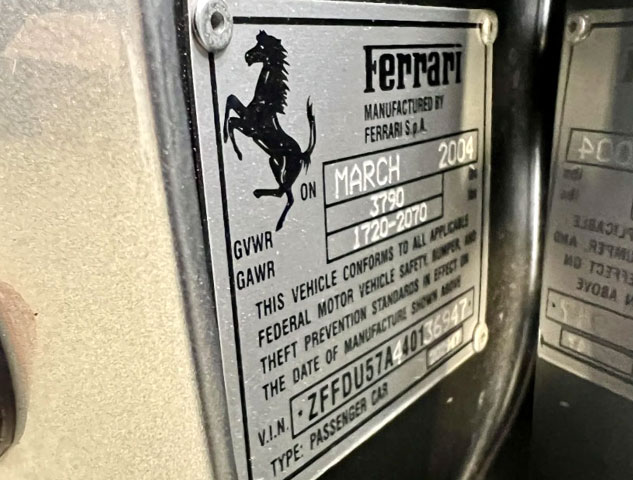 Ferrari
MANUFACTURED BY
FERRARI S.p.A.
ON MARCH 2004
GVWR 3790 lbs
GAWR 1720-2070
THIS VEHICLE CONFORMS TO ALL APPLICABLE
FEDERAL MOTOR VEHICLE SAFETY, BUMPER, AND
THEFT PREVENTION STANDARDS IN EFFECT ON
THE DATE OF MANUFACTURE SHOWN ABOVE
V.I.N. *ZFFDU57A440136947*
TYPE: PASSENGER CAR